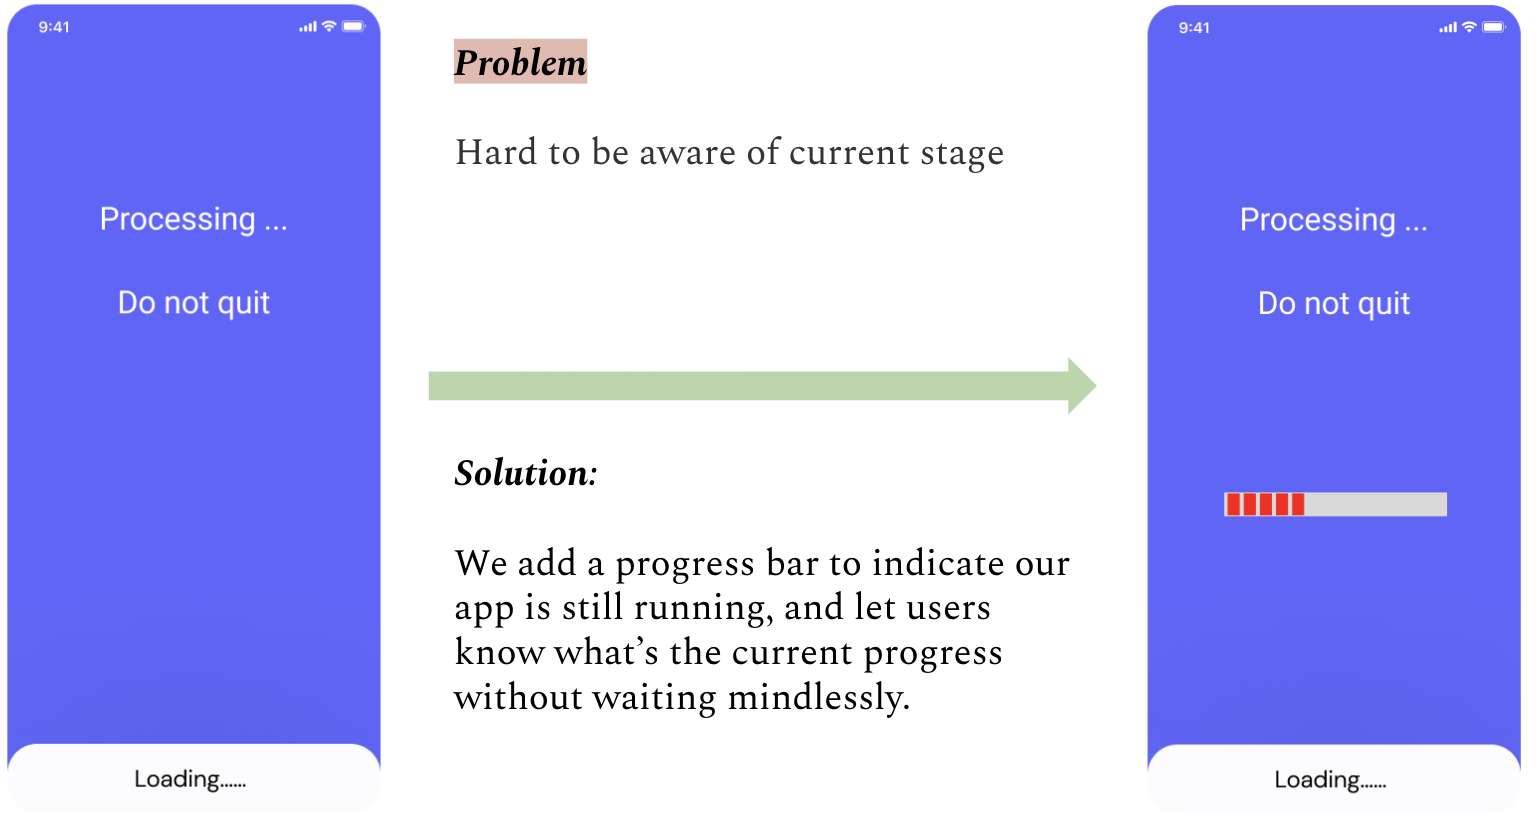 9:41
Processing ...
Do not quit
Loading......
Problem
Hard to be aware of current stage
Solution:
We add a progress bar to indicate our
app is still running, and let users
know what’s the current progress
without waiting mindlessly.
9:41
Processing ...
Do not quit
Loading......